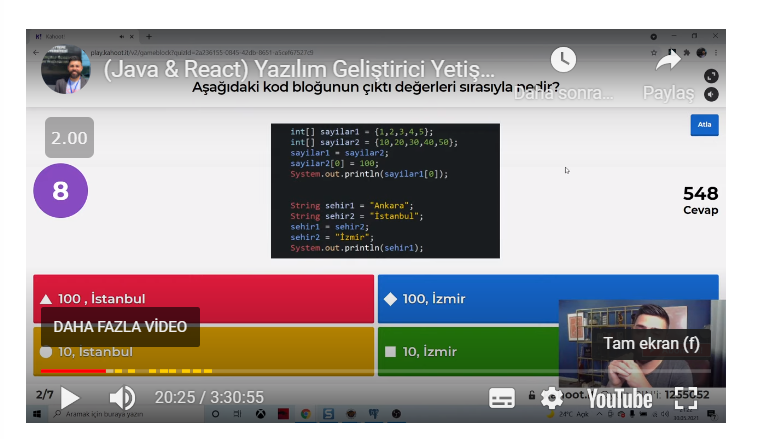 Kahoot!
play.kahoot.it/v2/gameblock?quizId=2a236155-0845-42db-8651-a5cef67527c9
(Java & React) Yazılım Geliştirici Yetiş...
Aşağıdaki kod bloğunun çıktı değerleri sırasıyla nedir?
Daha sonra...
Paylaş
2.00
Atla
8
548
Cevap
int[] sayilar1 = {1,2,3,4,5};
int[] sayilar2 = {10,20,30,40,50};
sayilar1 = sayilar2;
sayilar2[0] = 100;
System.out.println(sayilar1[0]);
String sehir1 = "Ankara";
String sehir2 = "İstanbul";
sehir1 = sehir2;
sehir2 = "İzmir";
System.out.println(sehir1);
100 , İstanbul
100, İzmir
DAHA FAZLA VİDEO
Tam ekran (f)
10, İstanbul
10, İzmir
2/7
20:25 / 3:30:55
YouTube
1255052
Aramak için buraya yazın
24°C Açık